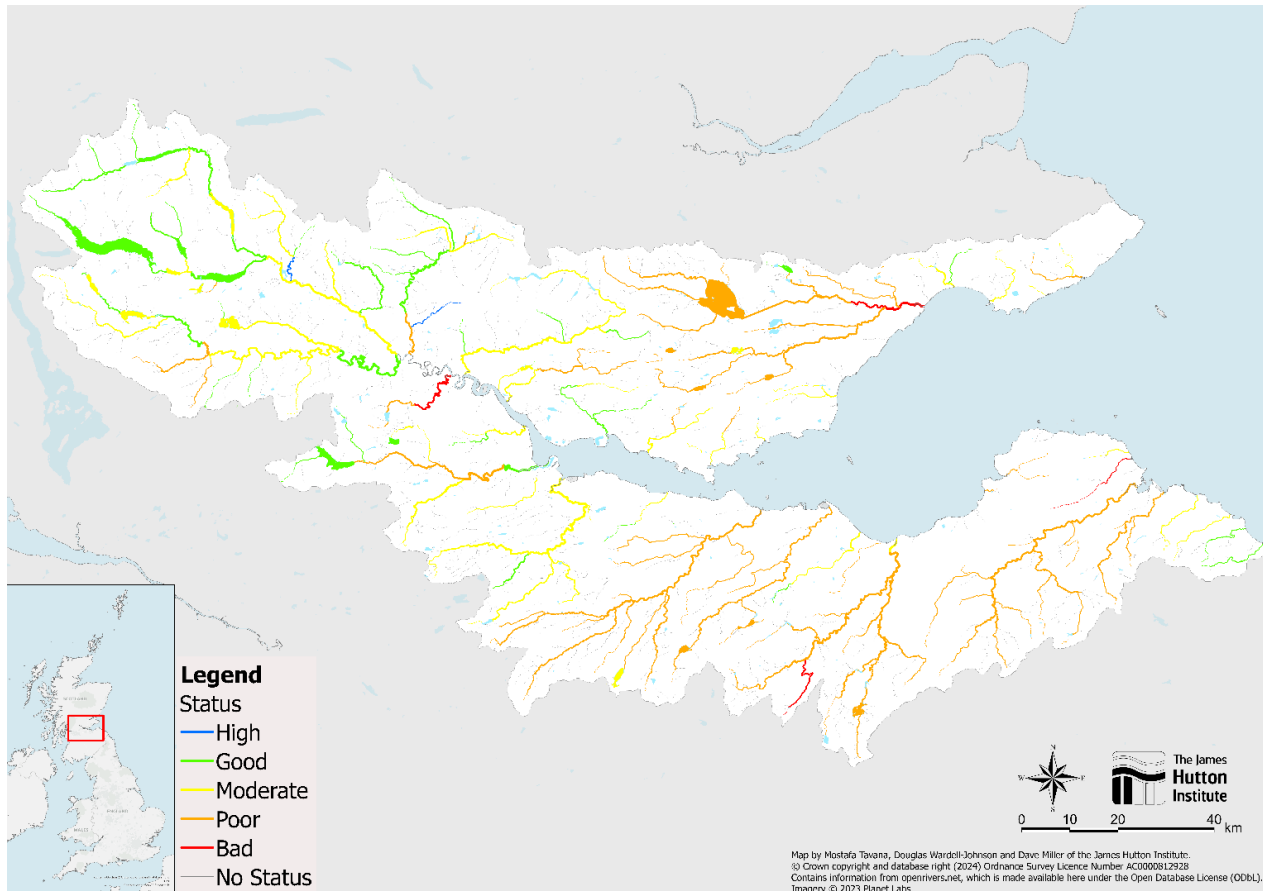 Legend
Status
High
Good
Moderate
Poor
Bad
No Status
N
W
E
S
The James
Hutton
Institute
0 10 20 40 km
Map by Mostafa Tavana, Douglas Wardell-Johnson and Dave Miller of the James Hutton Institute.
© Crown copyright and database right (2024) Ordnance Survey Licence Number AC0000812928
Contains information from openrivers.net, which is made available here under the Open Database License (ODbL).
Imagery © 2023 Planet Labs